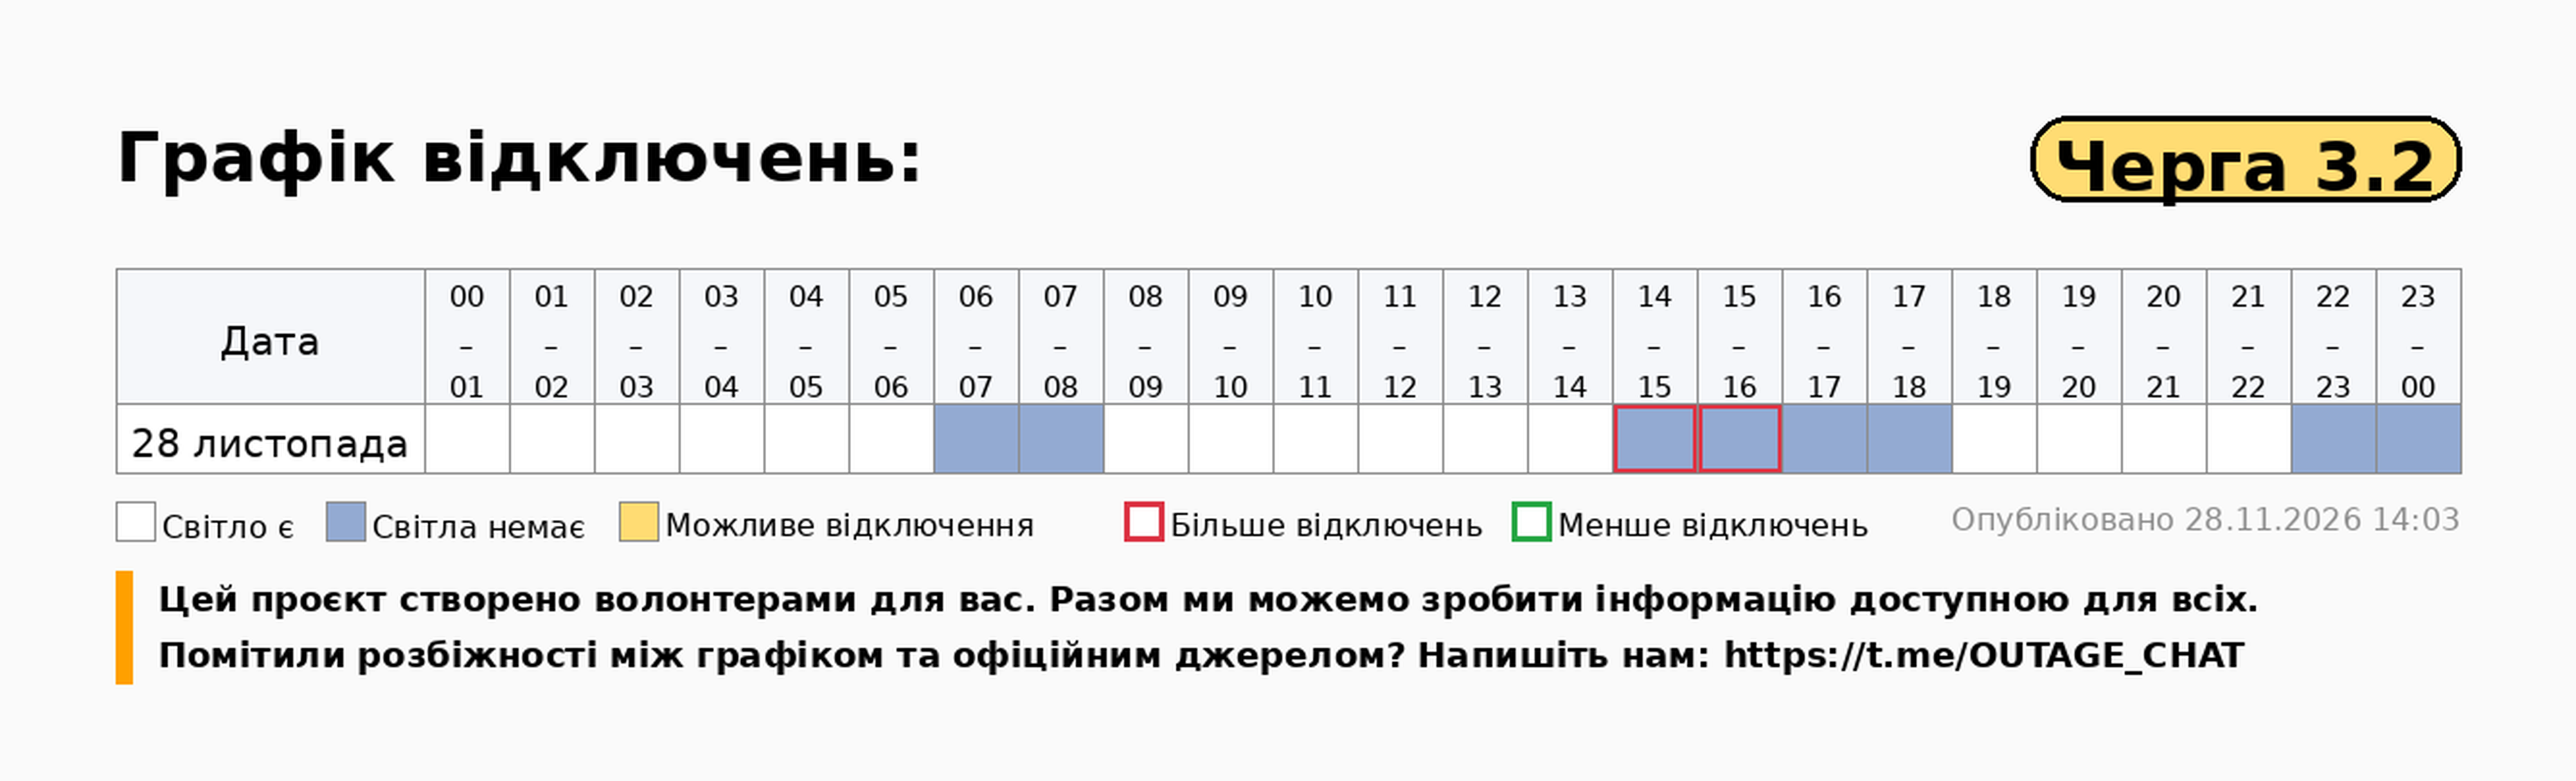 Графік відключень:
Черга 3.2
Дата 00 – 01 01 – 02 02 – 03 03 – 04 04 – 05 05 – 06 06 – 07 07 – 08 08 – 09 09 – 10 10 – 11 11 – 12 12 – 13 13 – 14 14 – 15 15 – 16 16 – 17 17 – 18 18 – 19 19 – 20 20 – 21 21 – 22 22 – 23 23 – 00
28 листопада
Світло є Світла немає Можливе відключення Більше відключень Менше відключень Опубліковано 28.11.2026 14:03
Цей проєкт створено волонтерами для вас. Разом ми можемо зробити інформацію доступною для всіх.
Помітили розбіжності між графіком та офіційним джерелом? Напишіть нам: https://t.me/OUTAGE_CHAT